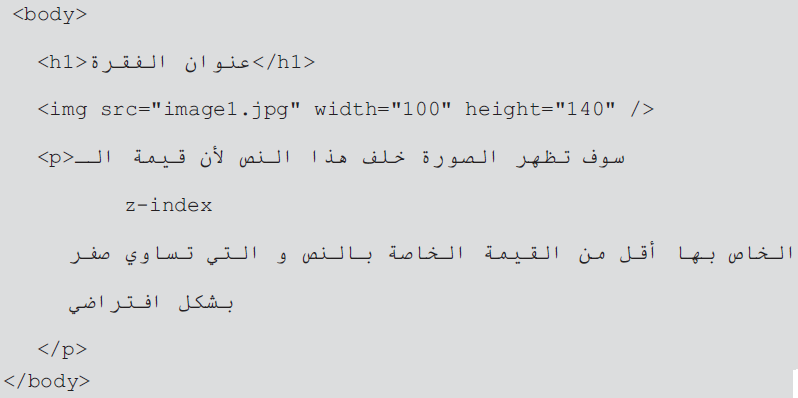 <body>
<h1>عنوان الفقرة</h1>
<img src="image1.jpg" width="100" height="140" />
<p>سوف تظهر الصورة خلف هذا النص لأن قيمة الــ
z-index
الخاص بها أقل من القيمة الخاصة بالنص و التي تساوي صفر
بشكل افتراضي
</p>
</body>